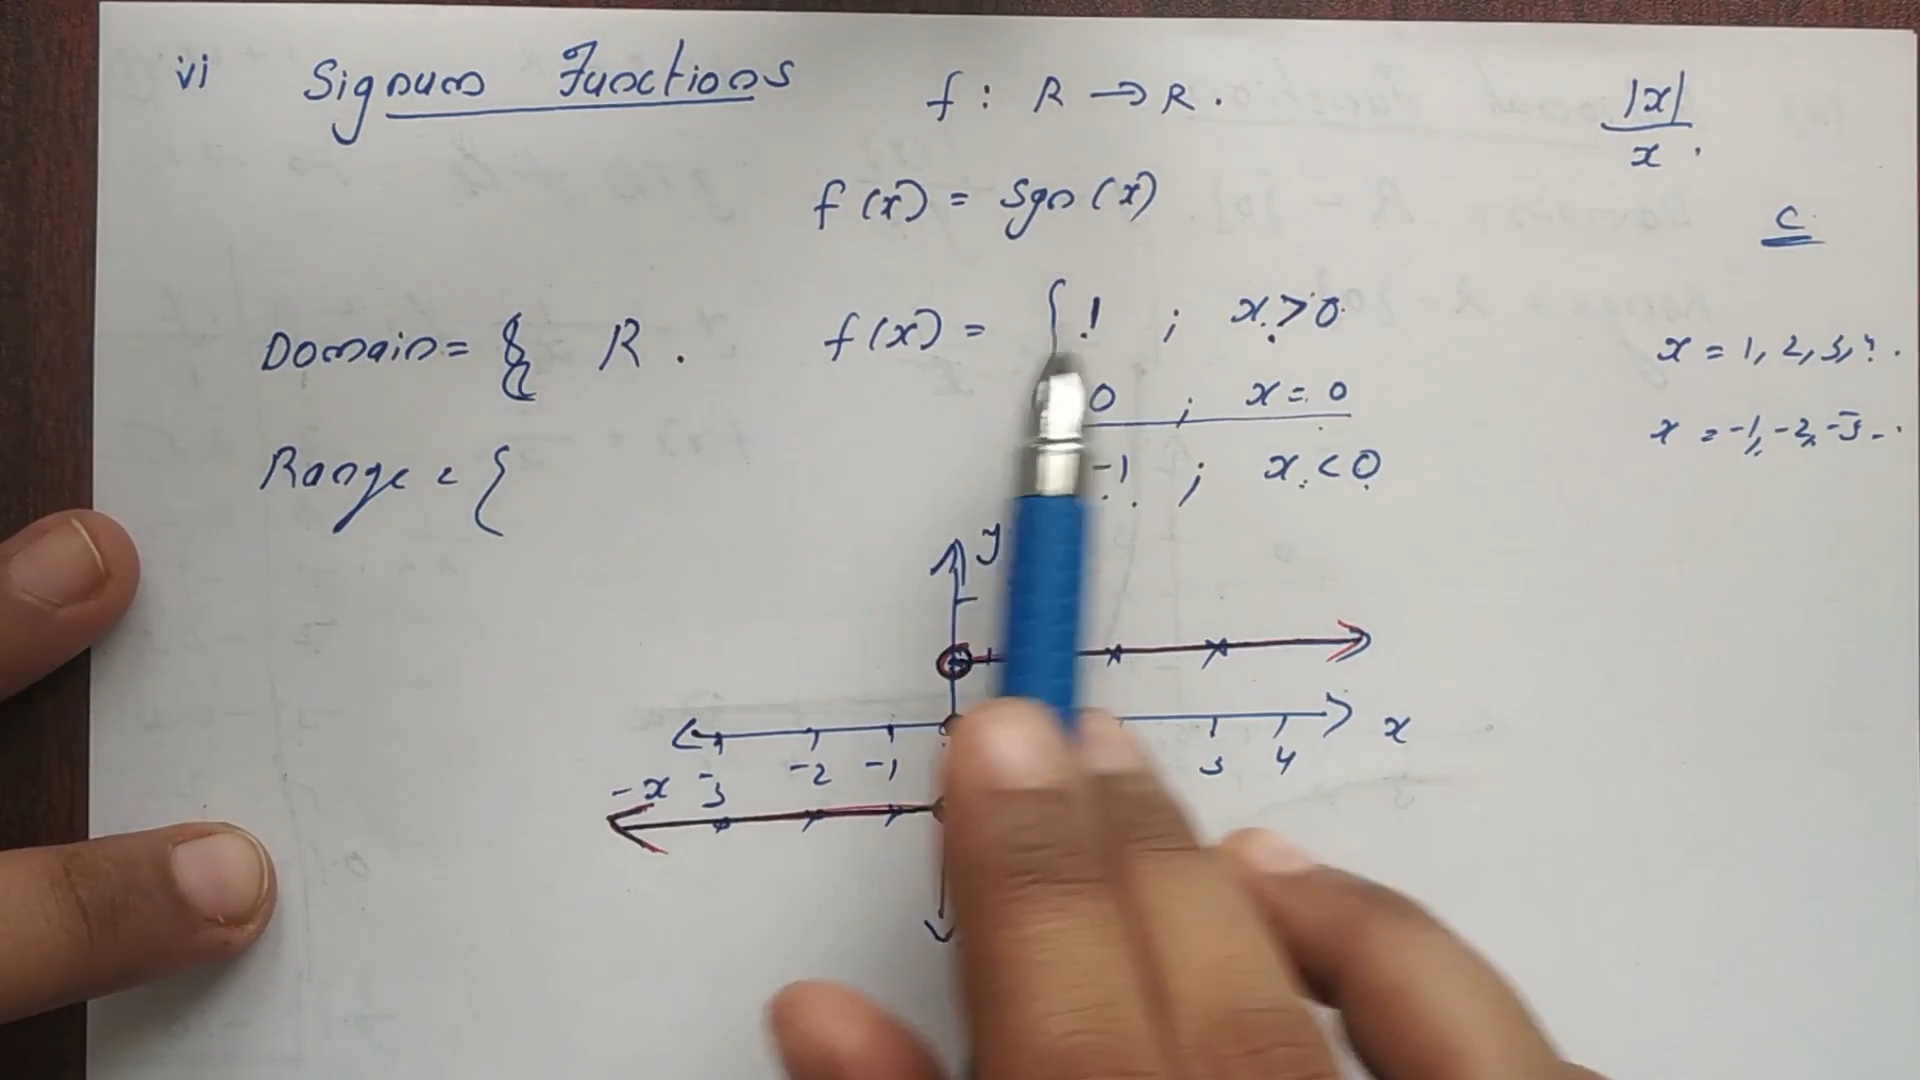 vi Signum Functions f: R → R.
|x|
x.
f(x) = Sgn(x)
c
Domain = R. f(x) = { 1 ; x>0
x = 1, 2, 3,
0 ; x = 0
x = -1, -2, -3 -
Range = { -1 ; x < 0
y
x
-3 -2 -1 3 4
-x